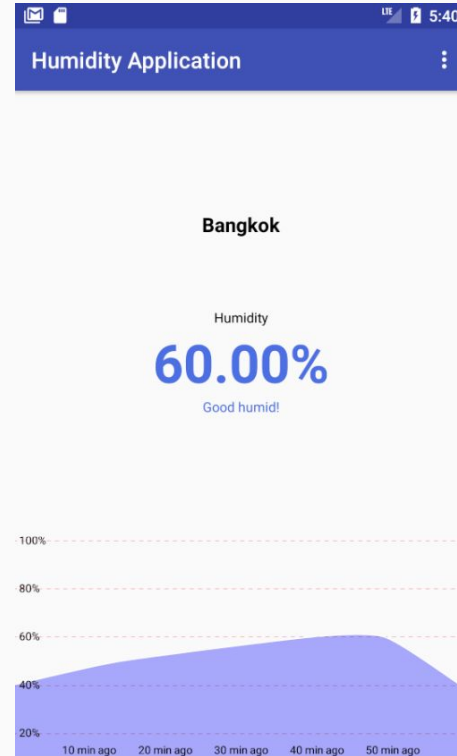 LTE 5:40
Humidity Application
Bangkok
Humidity
60.00%
Good humid!
100%
80%
60%
40%
20%
10 min ago 20 min ago 30 min ago 40 min ago 50 min ago